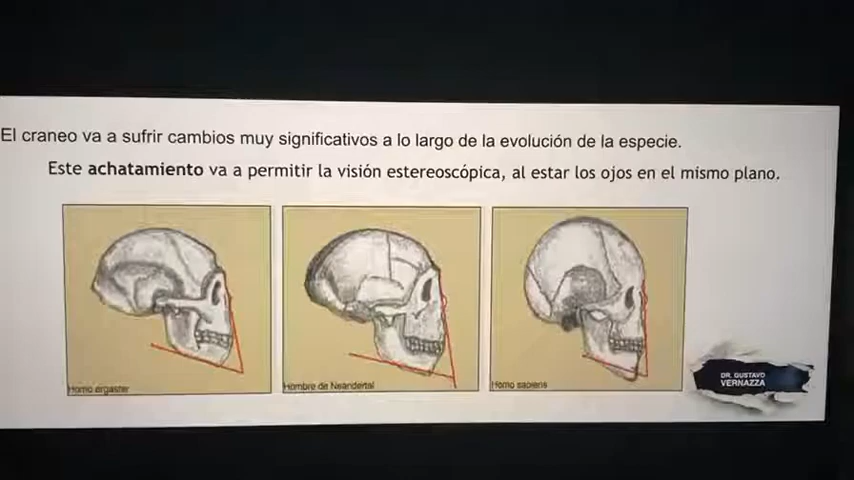 El craneo va a sufrir cambios muy significativos a lo largo de la evolución de la especie.
Este achatamiento va a permitir la visión estereoscópica, al estar los ojos en el mismo plano.
Homo ergaster
Hombre de Neandertal
Homo sapiens
DR. GUSTAVO
VERNAZZA